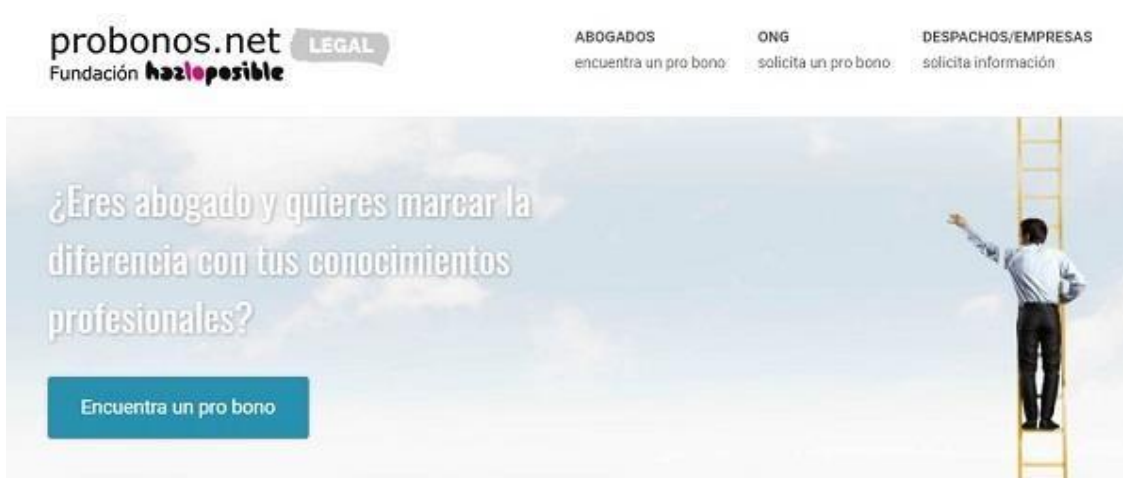 probonos.net LEGAL
Fundación hazloposible
ABOGADOS
encuentra un pro bono
ONG
solicita un pro bono
DESPACHOS/EMPRESAS
solicita información
¿Eres abogado y quieres marcar la
diferencia con tus conocimientos
profesionales?
Encuentra un pro bono